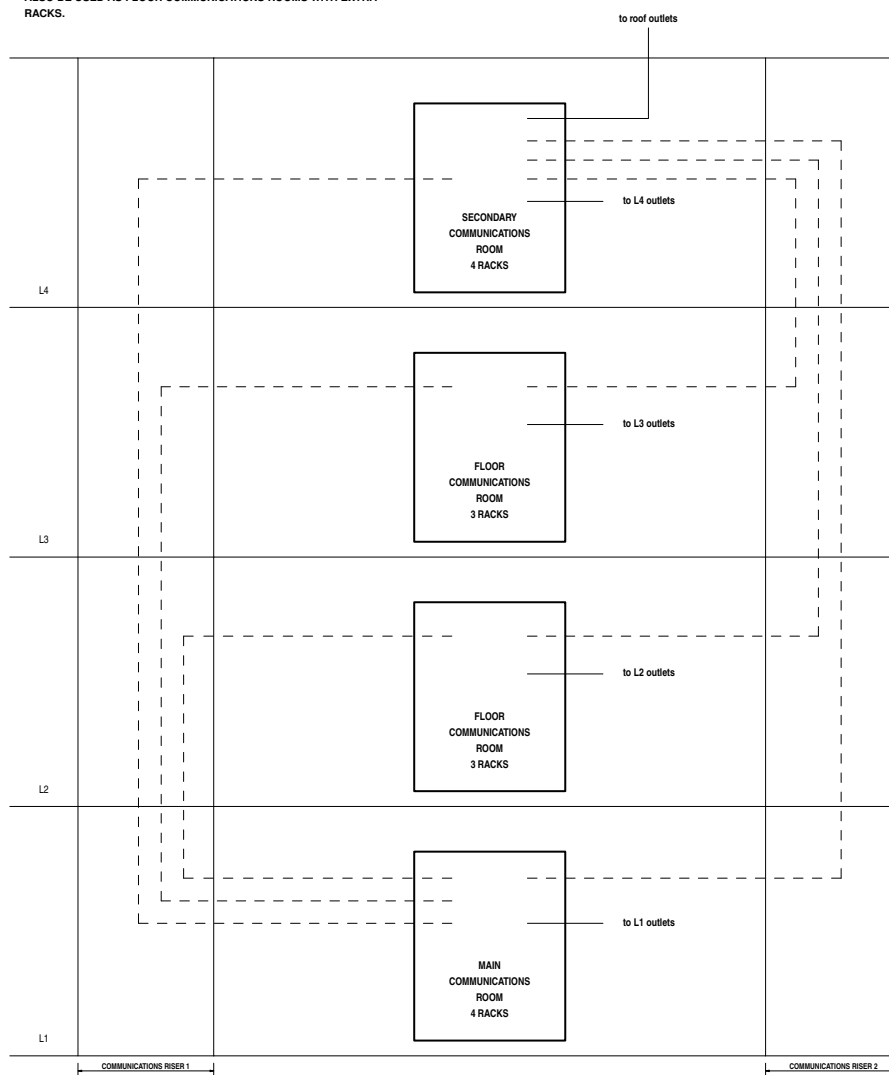 RACKS.
to roof outlets
to L4 outlets
SECONDARY
COMMUNICATIONS
ROOM
4 RACKS
L4
to L3 outlets
FLOOR
COMMUNICATIONS
ROOM
3 RACKS
L3
to L2 outlets
FLOOR
COMMUNICATIONS
ROOM
3 RACKS
L2
to L1 outlets
MAIN
COMMUNICATIONS
ROOM
4 RACKS
L1
COMMUNICATIONS RISER 1
COMMUNICATIONS RISER 2